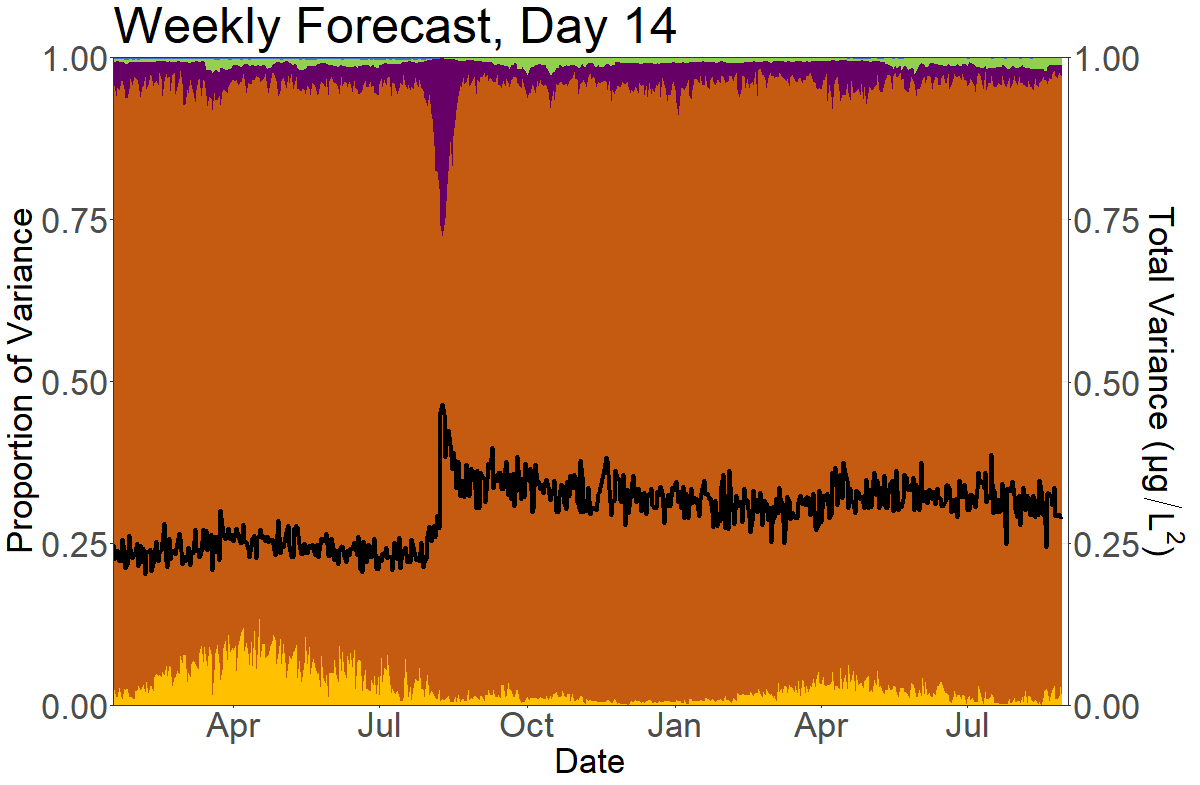 Weekly Forecast, Day 14
1.00
0.75
0.50
0.25
0.00
Proportion of Variance
1.00
0.75
0.50
0.25
0.00
Total Variance (µg/L²)
Apr Jul Oct Jan Apr Jul
Date